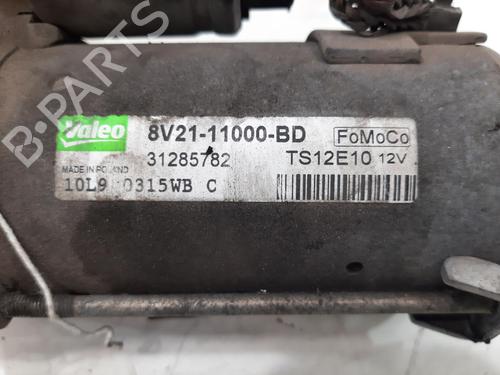 Valeo 8V21-11000-BD FoMoCo
31285782 TS12E10 12V
MADE IN POLAND
10L9 0315WB C
B-PARTS